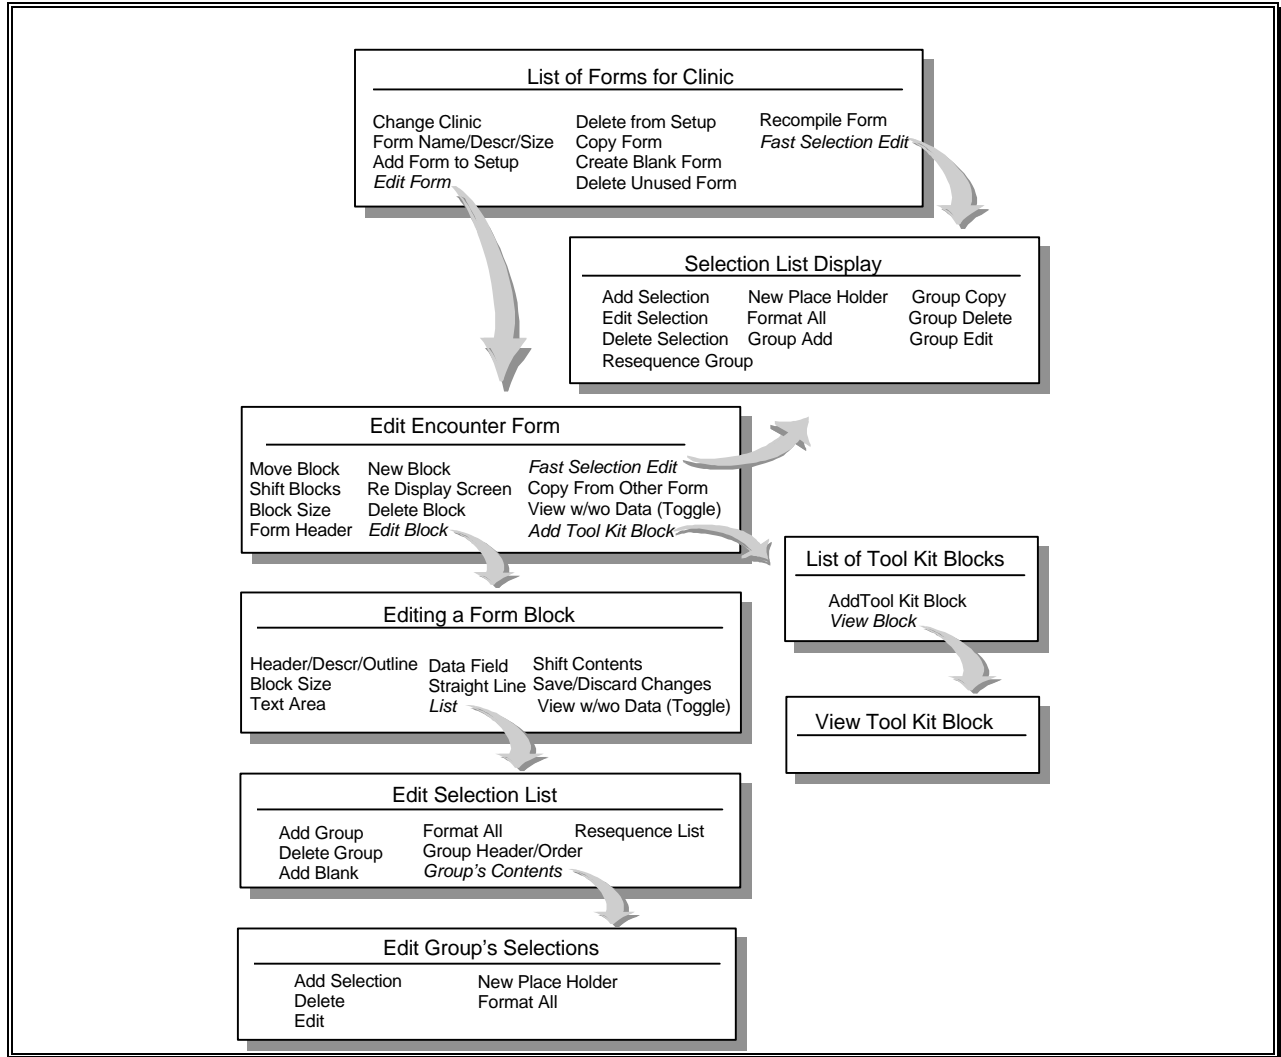 List of Forms for Clinic
Change Clinic Delete from Setup Recompile Form
Form Name/Descr/Size Copy Form Fast Selection Edit
Add Form to Setup Create Blank Form
Edit Form Delete Unused Form
Selection List Display
Add Selection New Place Holder Group Copy
Edit Selection Format All Group Delete
Delete Selection Group Add Group Edit
Resequence Group
Edit Encounter Form
Move Block New Block Fast Selection Edit
Shift Blocks Re Display Screen Copy From Other Form
Block Size Delete Block View w/wo Data (Toggle)
Form Header Edit Block Add Tool Kit Block
List of Tool Kit Blocks
AddTool Kit Block
View Block
Editing a Form Block
Header/Descr/Outline Data Field Shift Contents
Block Size Straight Line Save/Discard Changes
Text Area List View w/wo Data (Toggle)
View Tool Kit Block
Edit Selection List
Add Group Format All Resequence List
Delete Group Group Header/Order
Add Blank Group's Contents
Edit Group's Selections
Add Selection New Place Holder
Delete Format All
Edit